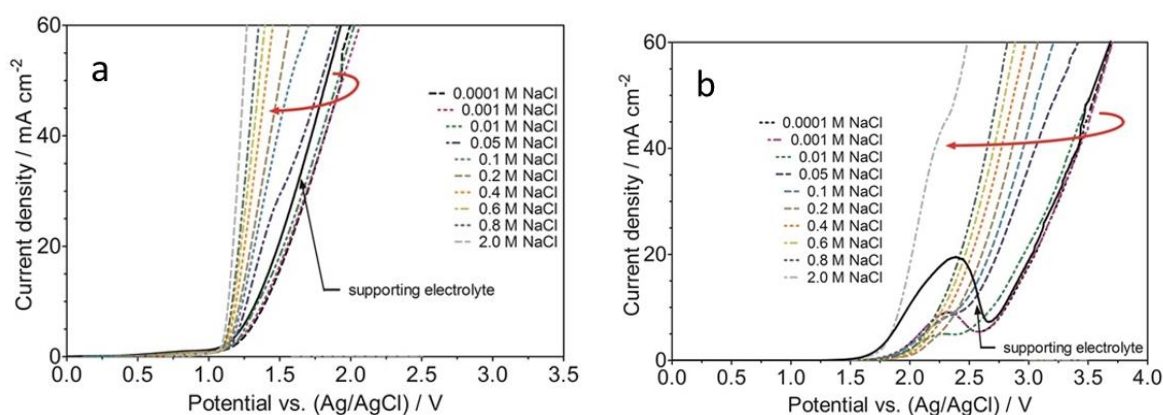 a
60
40
20
0
Current density / mA cm⁻²
0.0001 M NaCl
0.001 M NaCl
0.01 M NaCl
0.05 M NaCl
0.1 M NaCl
0.2 M NaCl
0.4 M NaCl
0.6 M NaCl
0.8 M NaCl
2.0 M NaCl
supporting electrolyte
0.0 0.5 1.0 1.5 2.0 2.5 3.0 3.5
Potential vs. (Ag/AgCl) / V
b
60
40
20
0
Current density / mA cm⁻²
0.0001 M NaCl
0.001 M NaCl
0.01 M NaCl
0.05 M NaCl
0.1 M NaCl
0.2 M NaCl
0.4 M NaCl
0.6 M NaCl
0.8 M NaCl
2.0 M NaCl
supporting electrolyte
0.0 0.5 1.0 1.5 2.0 2.5 3.0 3.5 4.0
Potential vs. (Ag/AgCl) / V